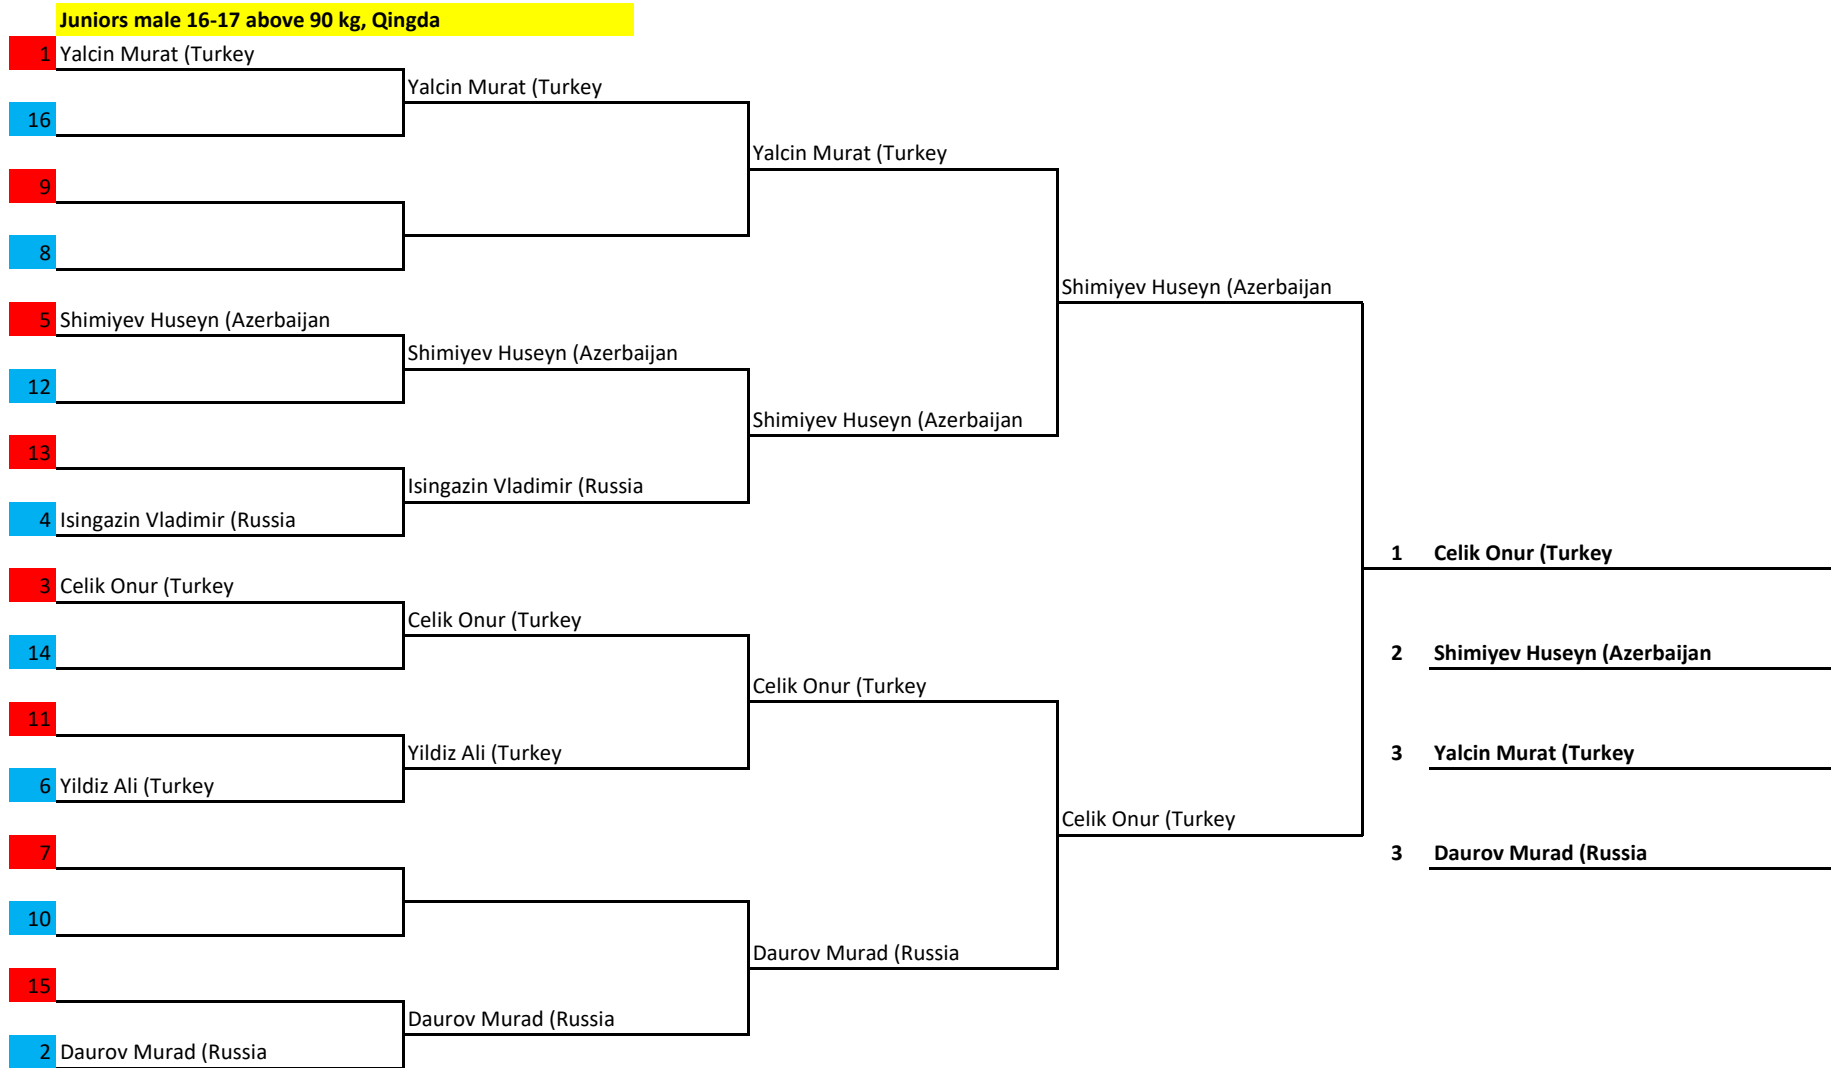 Juniors male 16-17 above 90 kg, Qingda
1 Yalcin Murat (Turkey
Yalcin Murat (Turkey
16
Yalcin Murat (Turkey
9
8
Shimiyev Huseyn (Azerbaijan
5 Shimiyev Huseyn (Azerbaijan
Shimiyev Huseyn (Azerbaijan
12
Shimiyev Huseyn (Azerbaijan
13
Isingazin Vladimir (Russia
4 Isingazin Vladimir (Russia
1 Celik Onur (Turkey
3 Celik Onur (Turkey
Celik Onur (Turkey
14
2 Shimiyev Huseyn (Azerbaijan
Celik Onur (Turkey
11
Yildiz Ali (Turkey
3 Yalcin Murat (Turkey
6 Yildiz Ali (Turkey
Celik Onur (Turkey
7
3 Daurov Murad (Russia
10
Daurov Murad (Russia
15
Daurov Murad (Russia
2 Daurov Murad (Russia